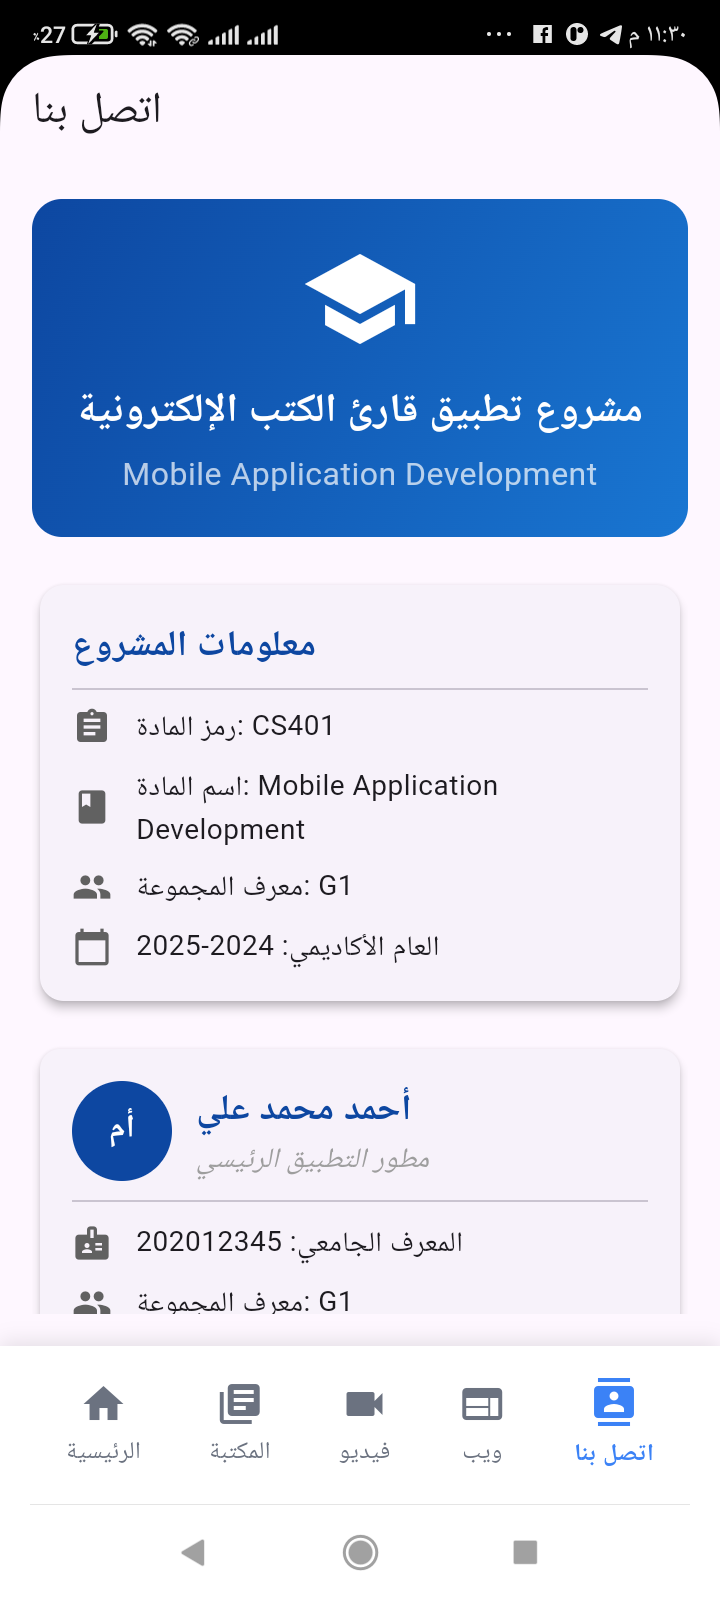 ٪27
١١:٣٠ م
اتصل بنا
مشروع تطبيق قارئ الكتب الإلكترونية
Mobile Application Development
معلومات المشروع
رمز المادة: CS401
اسم المادة: Mobile Application
Development
معرف المجموعة: G1
العام الأكاديمي: 2024-2025
أم
أحمد محمد علي
مطور التطبيق الرئيسي
المعرف الجامعي: 202012345
معرف المجموعة: G1
الرئيسية
المكتبة
فيديو
ويب
اتصل بنا